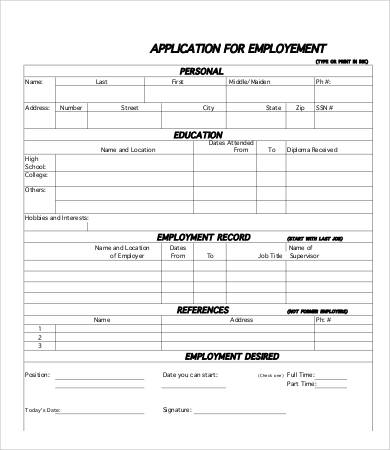 APPLICATION FOR EMPLOYEMENT
(TYPE OR PRINT IN INK)
PERSONAL
Name: Last First Middle/Maiden Ph #:
Address: Number Street City State Zip SSN #
EDUCATION
Name and Location Dates Attended From To Diploma Received
High School:
College:
Others:
Hobbies and Interests:
EMPLOYMENT RECORD (START WITH LAST JOB)
Name and Location of Employer Dates From To Job Title Name of Supervisor
REFERENCES (NOT FORMER EMPLOYERS)
Name Address Ph: #
1
2
3
EMPLOYMENT DESIRED
Position: Date you can start: (Check one) Full Time:
Part Time:
Today's Date: Signature: